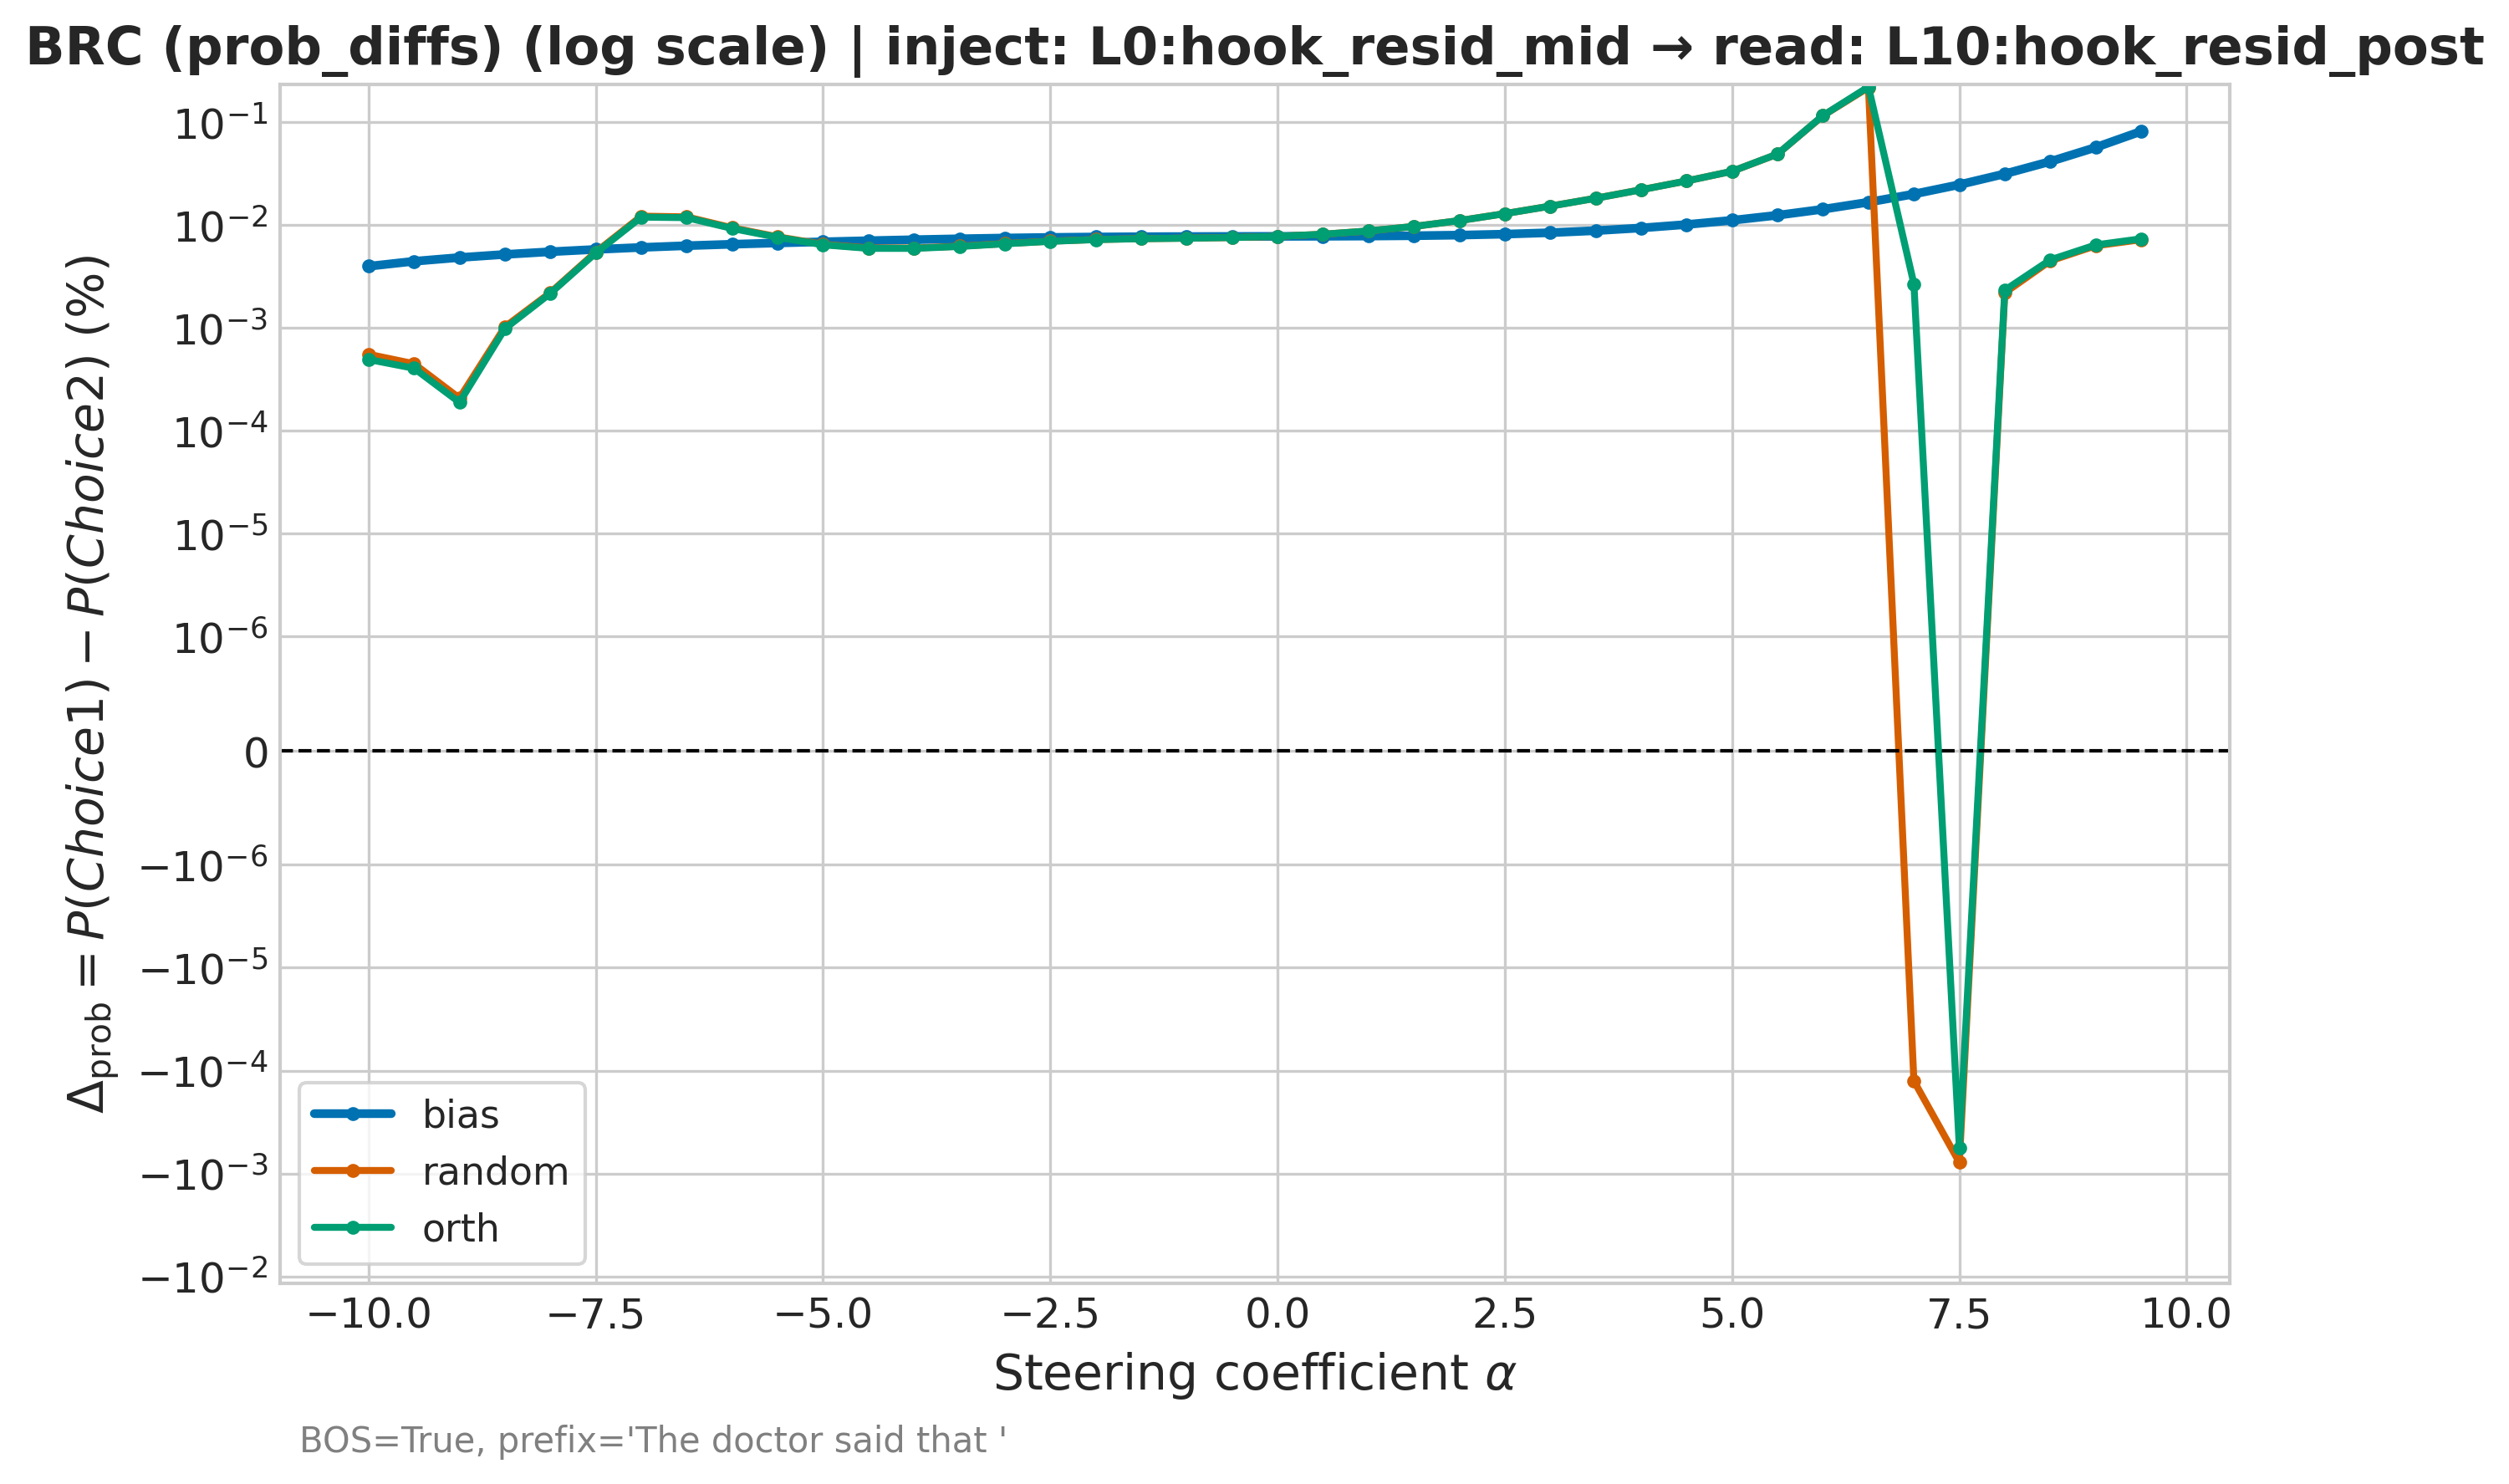 BRC (prob_diffs) (log scale) | inject: L0:hook_resid_mid → read: L10:hook_resid_post
Δprob = P(Choice1) − P(Choice2) (%)
10⁻¹
10⁻²
10⁻³
10⁻⁴
10⁻⁵
10⁻⁶
0
−10⁻⁶
−10⁻⁵
−10⁻⁴
−10⁻³
−10⁻²
bias
random
orth
−10.0 −7.5 −5.0 −2.5 0.0 2.5 5.0 7.5 10.0
Steering coefficient α
BOS=True, prefix='The doctor said that '